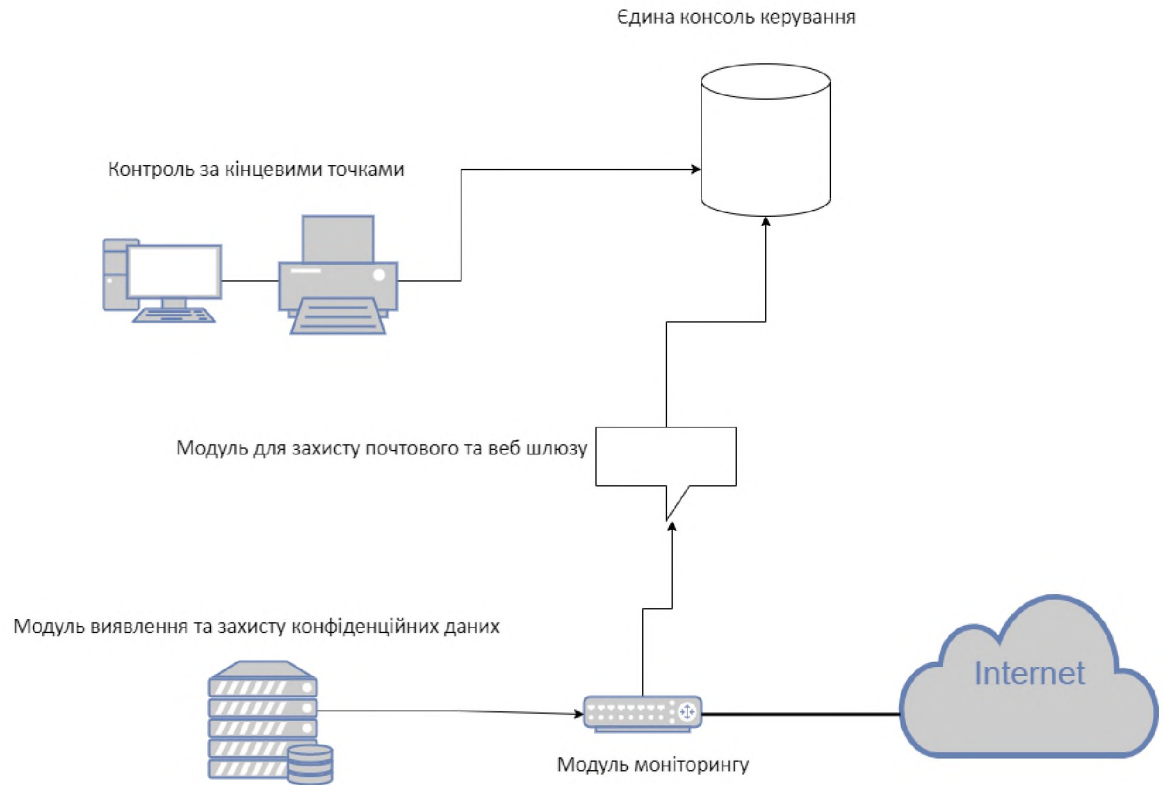 Єдина консоль керування
Контроль за кінцевими точками
Модуль для захисту почтового та веб шлюзу
Модуль виявлення та захисту конфіденційних даних
Internet
Модуль моніторингу